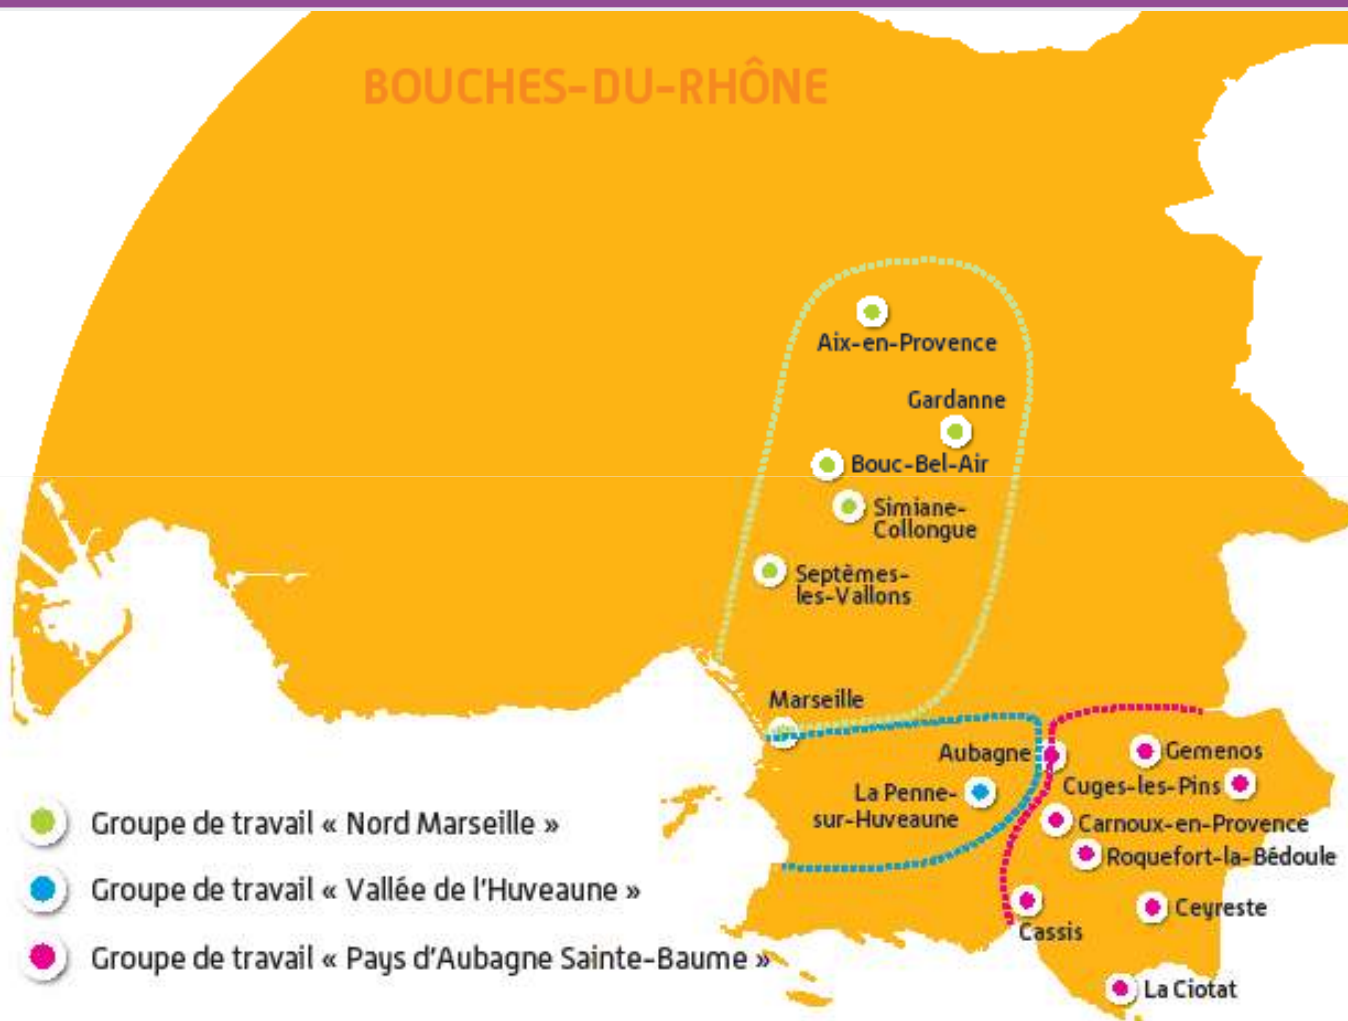 BOUCHES-DU-RHÔNE
Aix-en-Provence
Gardanne
Bouc-Bel-Air
Simiane-
Collongue
Septèmes-
les-Vallons
Marseille
Aubagne
Gemenos
La Penne-
sur-Huveaune
Cuges-les-Pins
Carnoux-en-Provence
Roquefort-la-Bédoule
Cassis
Ceyreste
La Ciotat
Groupe de travail « Nord Marseille »
Groupe de travail « Vallée de l'Huveaune »
Groupe de travail « Pays d'Aubagne Sainte-Baume »